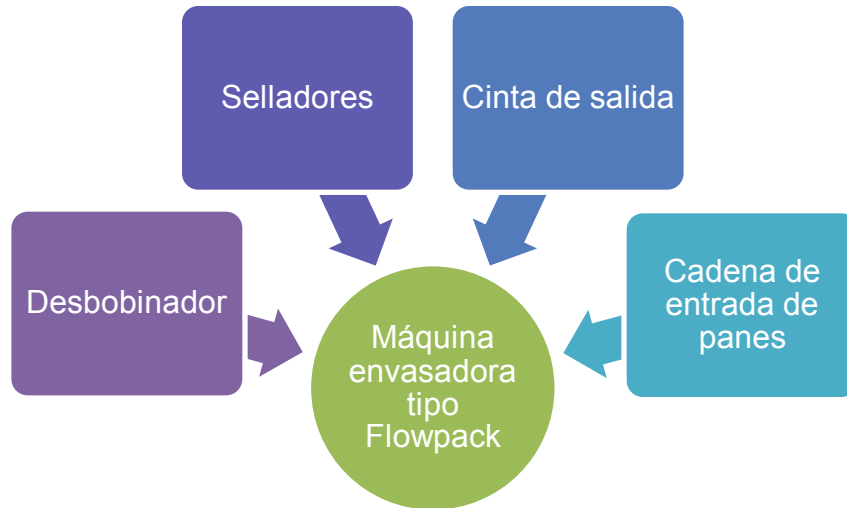 Selladores
Cinta de salida
Desbobinador
Cadena de
entrada de
panes
Máquina
envasadora
tipo
Flowpack